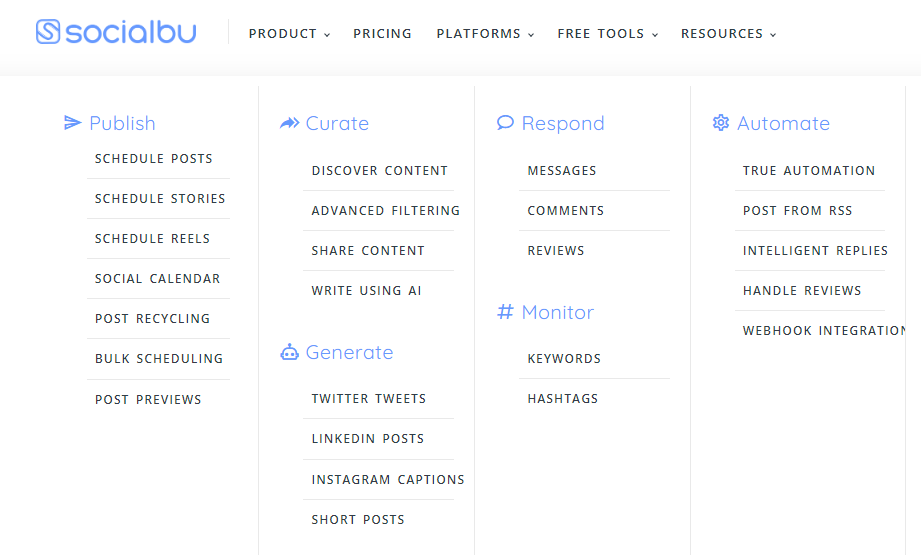 socialbu
PRODUCT
PRICING
PLATFORMS
FREE TOOLS
RESOURCES
Publish
SCHEDULE POSTS
SCHEDULE STORIES
SCHEDULE REELS
SOCIAL CALENDAR
POST RECYCLING
BULK SCHEDULING
POST PREVIEWS
Curate
DISCOVER CONTENT
ADVANCED FILTERING
SHARE CONTENT
WRITE USING AI
Generate
TWITTER TWEETS
LINKEDIN POSTS
INSTAGRAM CAPTIONS
SHORT POSTS
Respond
MESSAGES
COMMENTS
REVIEWS
Monitor
KEYWORDS
HASHTAGS
Automate
TRUE AUTOMATION
POST FROM RSS
INTELLIGENT REPLIES
HANDLE REVIEWS
WEBHOOK INTEGRATION